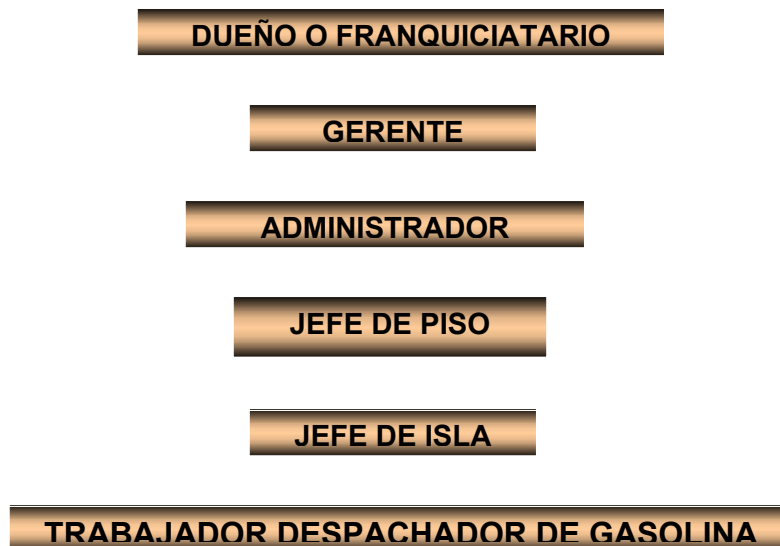 DUEÑO O FRANQUICIATARIO
GERENTE
ADMINISTRADOR
JEFE DE PISO
JEFE DE ISLA
TRABAJADOR DESPACHADOR DE GASOLINA